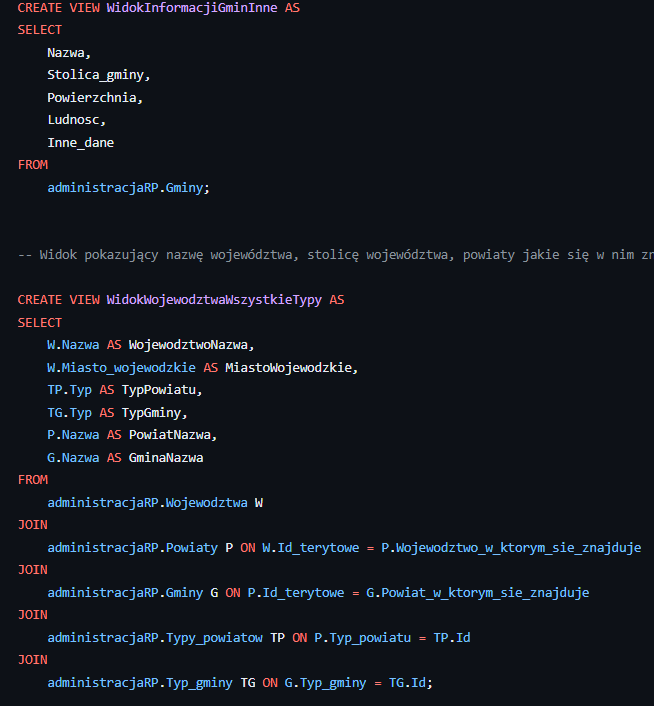 CREATE VIEW WidokInformacjiGminInne AS
SELECT
    Nazwa,
    Stolica_gminy,
    Powierzchnia,
    Ludnosc,
    Inne_dane
FROM
    administracjaRP.Gminy;
-- Widok pokazujący nazwę województwa, stolicę województwa, powiaty jakie się w nim
CREATE VIEW WidokWojewodztwaWszystkieTypy AS
SELECT
    W.Nazwa AS WojewodztwoNazwa,
    W.Miasto_wojewodzkie AS MiastoWojewodzkie,
    TP.Typ AS TypPowiatu,
    TG.Typ AS TypGminy,
    P.Nazwa AS PowiatNazwa,
    G.Nazwa AS GminaNazwa
FROM
    administracjaRP.Wojewodztwa W
JOIN
    administracjaRP.Powiaty P ON W.Id_terytowe = P.Wojewodztwo_w_ktorym_sie_znajduje
JOIN
    administracjaRP.Gminy G ON P.Id_terytowe = G.Powiat_w_ktorym_sie_znajduje
JOIN
    administracjaRP.Typy_powiatow TP ON P.Typ_powiatu = TP.Id
JOIN
    administracjaRP.Typ_gminy TG ON G.Typ_gminy = TG.Id;